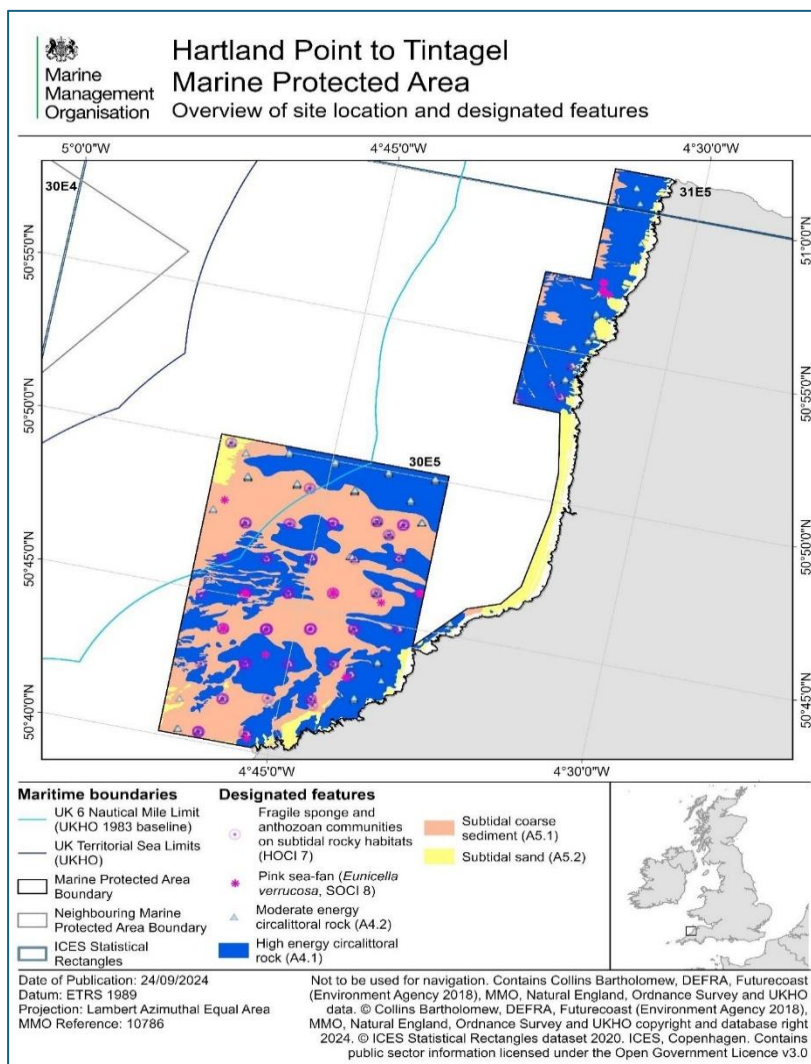 Marine
Management
Organisation
Hartland Point to Tintagel
Marine Protected Area
Overview of site location and designated features
5°0'0"W
4°45'0"W
4°30'0"W
30E4
31E5
50°55'0"N
51°0'0"N
50°50'0"N
50°55'0"N
30E5
50°45'0"N
50°50'0"N
50°40'0"N
50°45'0"N
4°45'0"W
4°30'0"W
Maritime boundaries
UK 6 Nautical Mile Limit
(UKHO 1983 baseline)
UK Territorial Sea Limits
(UKHO)
Marine Protected Area
Boundary
Neighbouring Marine
Protected Area Boundary
ICES Statistical
Rectangles
Designated features
Fragile sponge and
anthozoan communities
on subtidal rocky habitats
(HOCI 7)
Pink sea-fan (Eunicella
verrucosa, SOCI 8)
Moderate energy
circalittoral rock (A4.2)
High energy circalittoral
rock (A4.1)
Subtidal coarse
sediment (A5.1)
Subtidal sand (A5.2)
Date of Publication: 24/09/2024
Datum: ETRS 1989
Projection: Lambert Azimuthal Equal Area
MMO Reference: 10786
Not to be used for navigation. Contains Collins Bartholomew, DEFRA, Futurecoast
(Environment Agency 2018), MMO, Natural England, Ordnance Survey and UKHO
data. © Collins Bartholomew, DEFRA, Futurecoast (Environment Agency 2018),
MMO, Natural England, Ordnance Survey and UKHO copyright and database right
2024. © ICES Statistical Rectangles dataset 2020. ICES, Copenhagen. Contains
public sector information licensed under the Open Government Licence v3.0